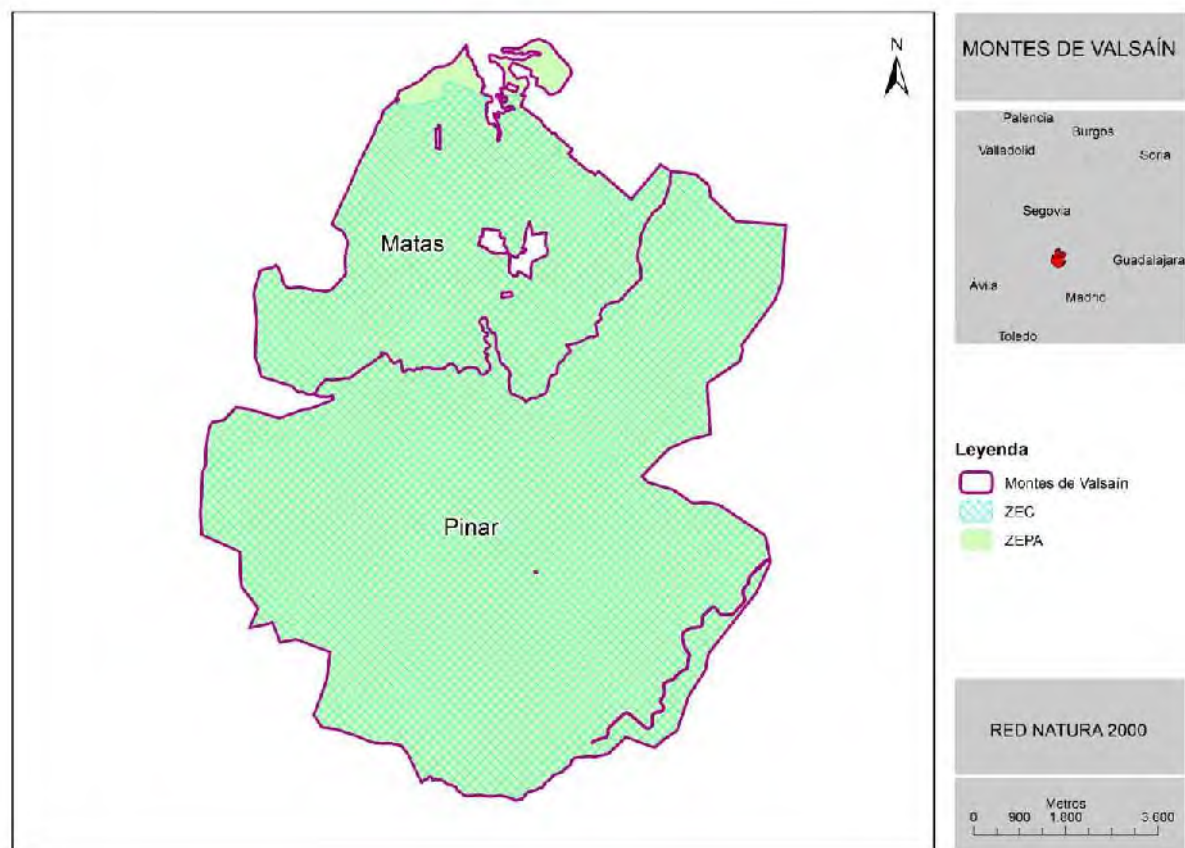 N
Matas
Pinar
MONTES DE VALSAÍN
Palencia
Burgos
Valladolid
Soria
Segovia
Guadalajara
Ávila
Madrid
Toledo
Leyenda
Montes de Valsaín
ZEC
ZEPA
RED NATURA 2000
Metros
0 900 1.800 3.600